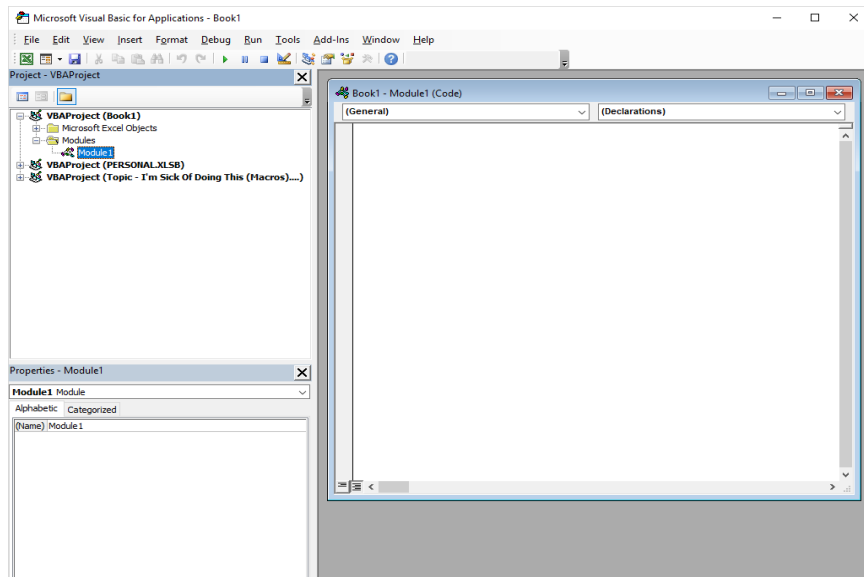 Microsoft Visual Basic for Applications - Book1
File Edit View Insert Format Debug Run Tools Add-Ins Window Help
Project - VBAProject
VBAProject (Book1)
Microsoft Excel Objects
Modules
Module1
VBAProject (PERSONAL.XLSB)
VBAProject (Topic - I'm Sick Of Doing This (Macros)....)
Book1 - Module1 (Code)
(General) (Declarations)
Properties - Module1
Module1 Module
Alphabetic Categorized
(Name) Module1